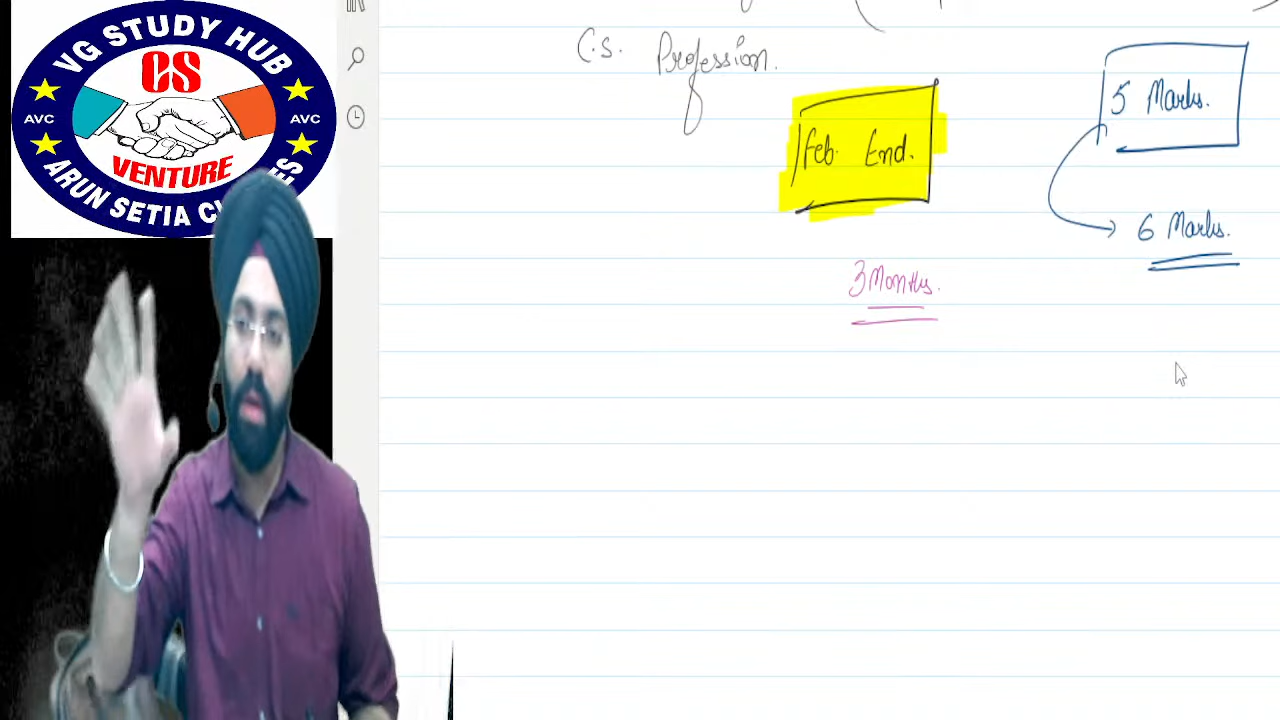 VG STUDY HUB
CS
AVC
AVC
VENTURE
ARUN SETIA
C.S. Profession.
5 Marks.
Feb. End.
6 Marks.
3 Months.